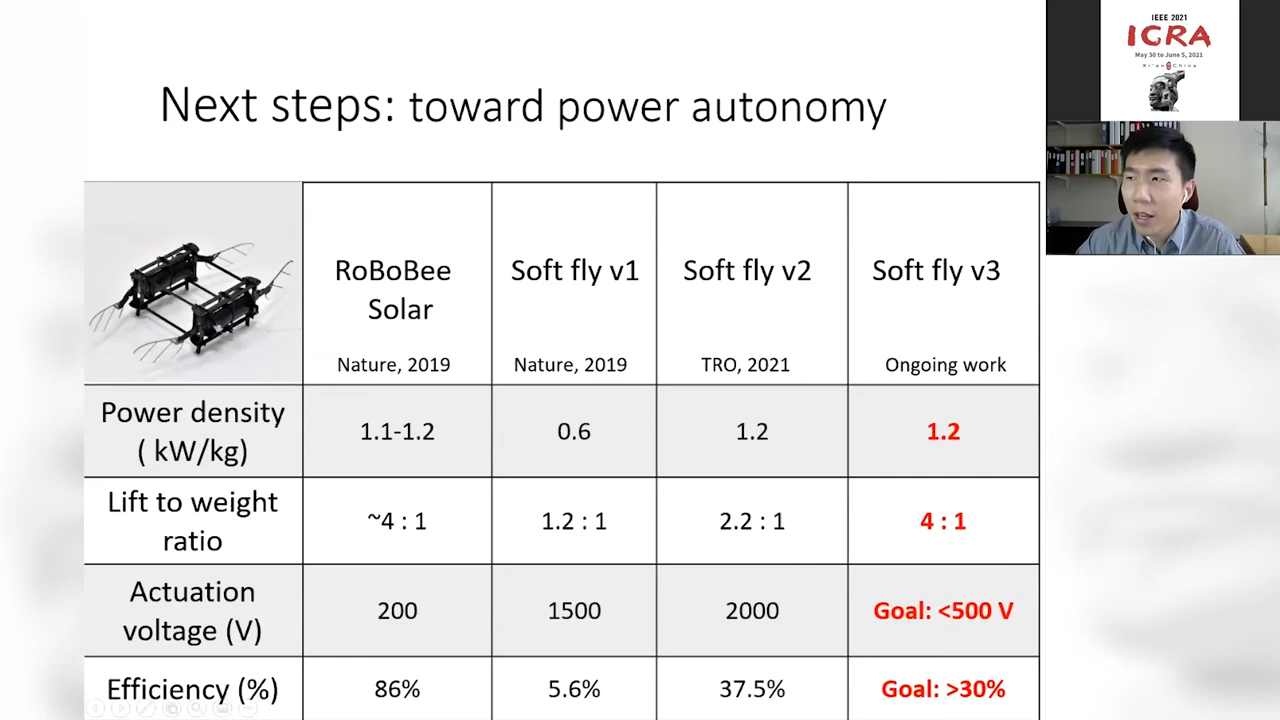 IEEE 2021
ICRA
May 30 to June 5, 2021
Xi'an China
Next steps: toward power autonomy
RoBoBee Solar
Nature, 2019
Soft fly v1
Nature, 2019
Soft fly v2
TRO, 2021
Soft fly v3
Ongoing work
Power density
( kW/kg)
1.1-1.2
0.6
1.2
1.2
Lift to weight
ratio
~4 : 1
1.2 : 1
2.2 : 1
4 : 1
Actuation
voltage (V)
200
1500
2000
Goal: <500 V
Efficiency (%)
86%
5.6%
37.5%
Goal: >30%